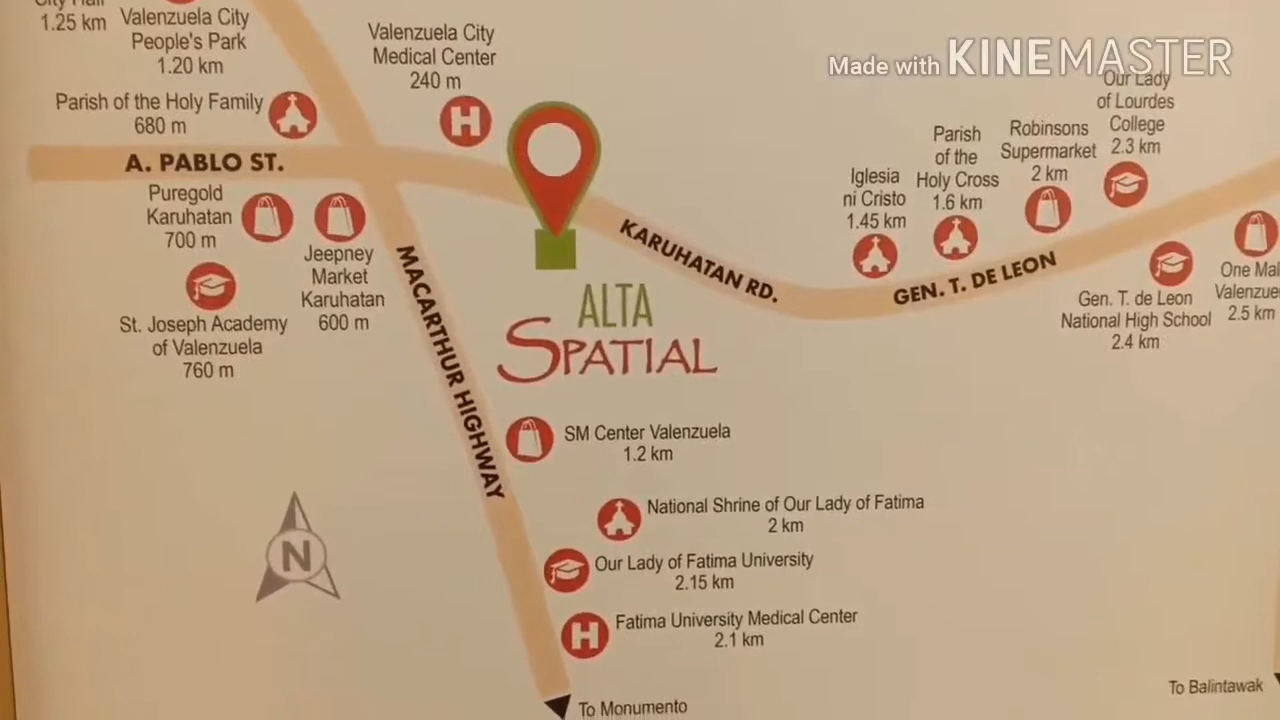 City Hall
1.25 km
Valenzuela City
People's Park
1.20 km
Valenzuela City
Medical Center
240 m
Made with KINEMASTER
Parish of the Holy Family
680 m
H
Our Lady
of Lourdes
College
2.3 km
Robinsons
Supermarket
2 km
Parish
of the
Holy Cross
1.6 km
Iglesia
ni Cristo
1.45 km
A. PABLO ST.
Puregold
Karuhatan
700 m
Jeepney
Market
Karuhatan
600 m
St. Joseph Academy
of Valenzuela
760 m
MACARTHUR HIGHWAY
KARUHATAN RD.
GEN. T. DE LEON
Gen. T. de Leon
National High School
2.4 km
One
2.5 km
ALTA
SPATIAL
SM Center Valenzuela
1.2 km
National Shrine of Our Lady of Fatima
2 km
N
Our Lady of Fatima University
2.15 km
H
Fatima University Medical Center
2.1 km
To Monumento
To Balintawak